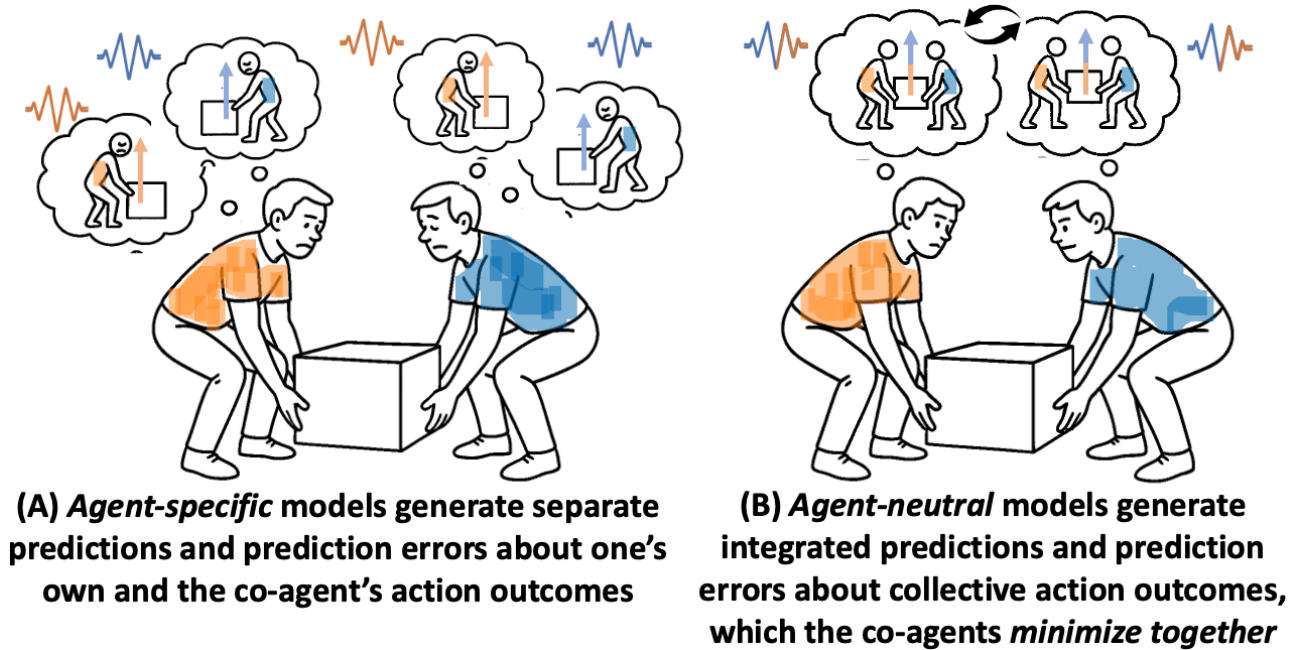 (A) Agent-specific models generate separate
predictions and prediction errors about one's
own and the co-agent's action outcomes
(B) Agent-neutral models generate
integrated predictions and prediction
errors about collective action outcomes,
which the co-agents minimize together